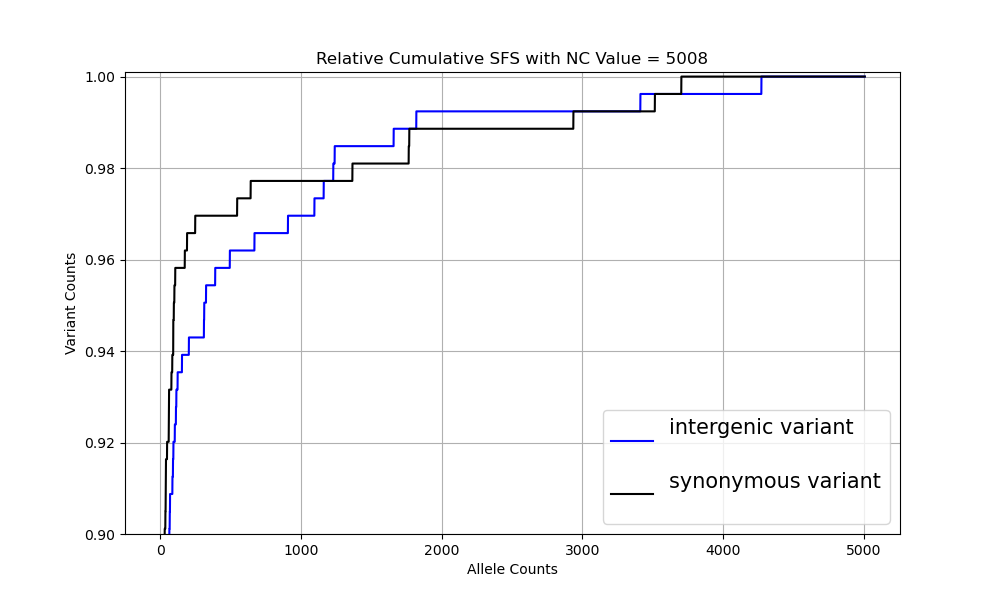 Relative Cumulative SFS with NC Value = 5008
1.00
0.98
0.96
0.94
0.92
0.90
Variant Counts
0
1000
2000
3000
4000
5000
Allele Counts
intergenic variant
synonymous variant